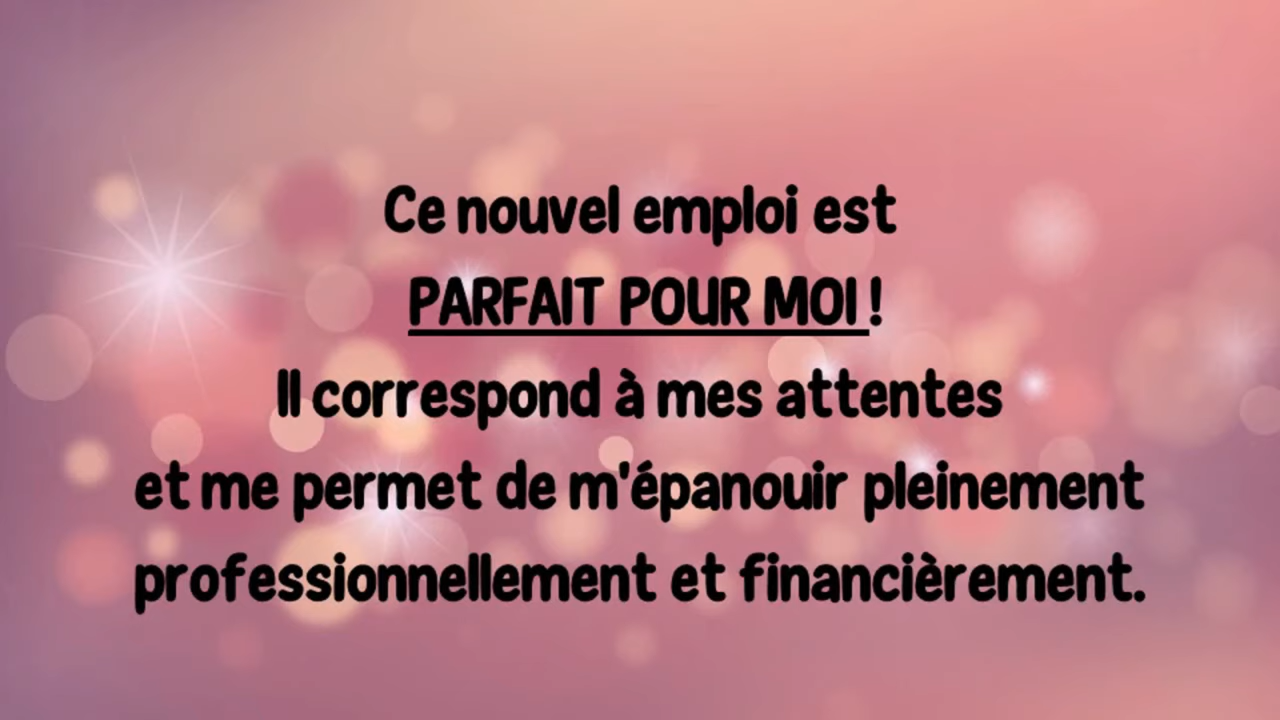 Ce nouvel emploi est
PARFAIT POUR MOI !
Il correspond à mes attentes
et me permet de m'épanouir pleinement
professionnellement et financièrement.